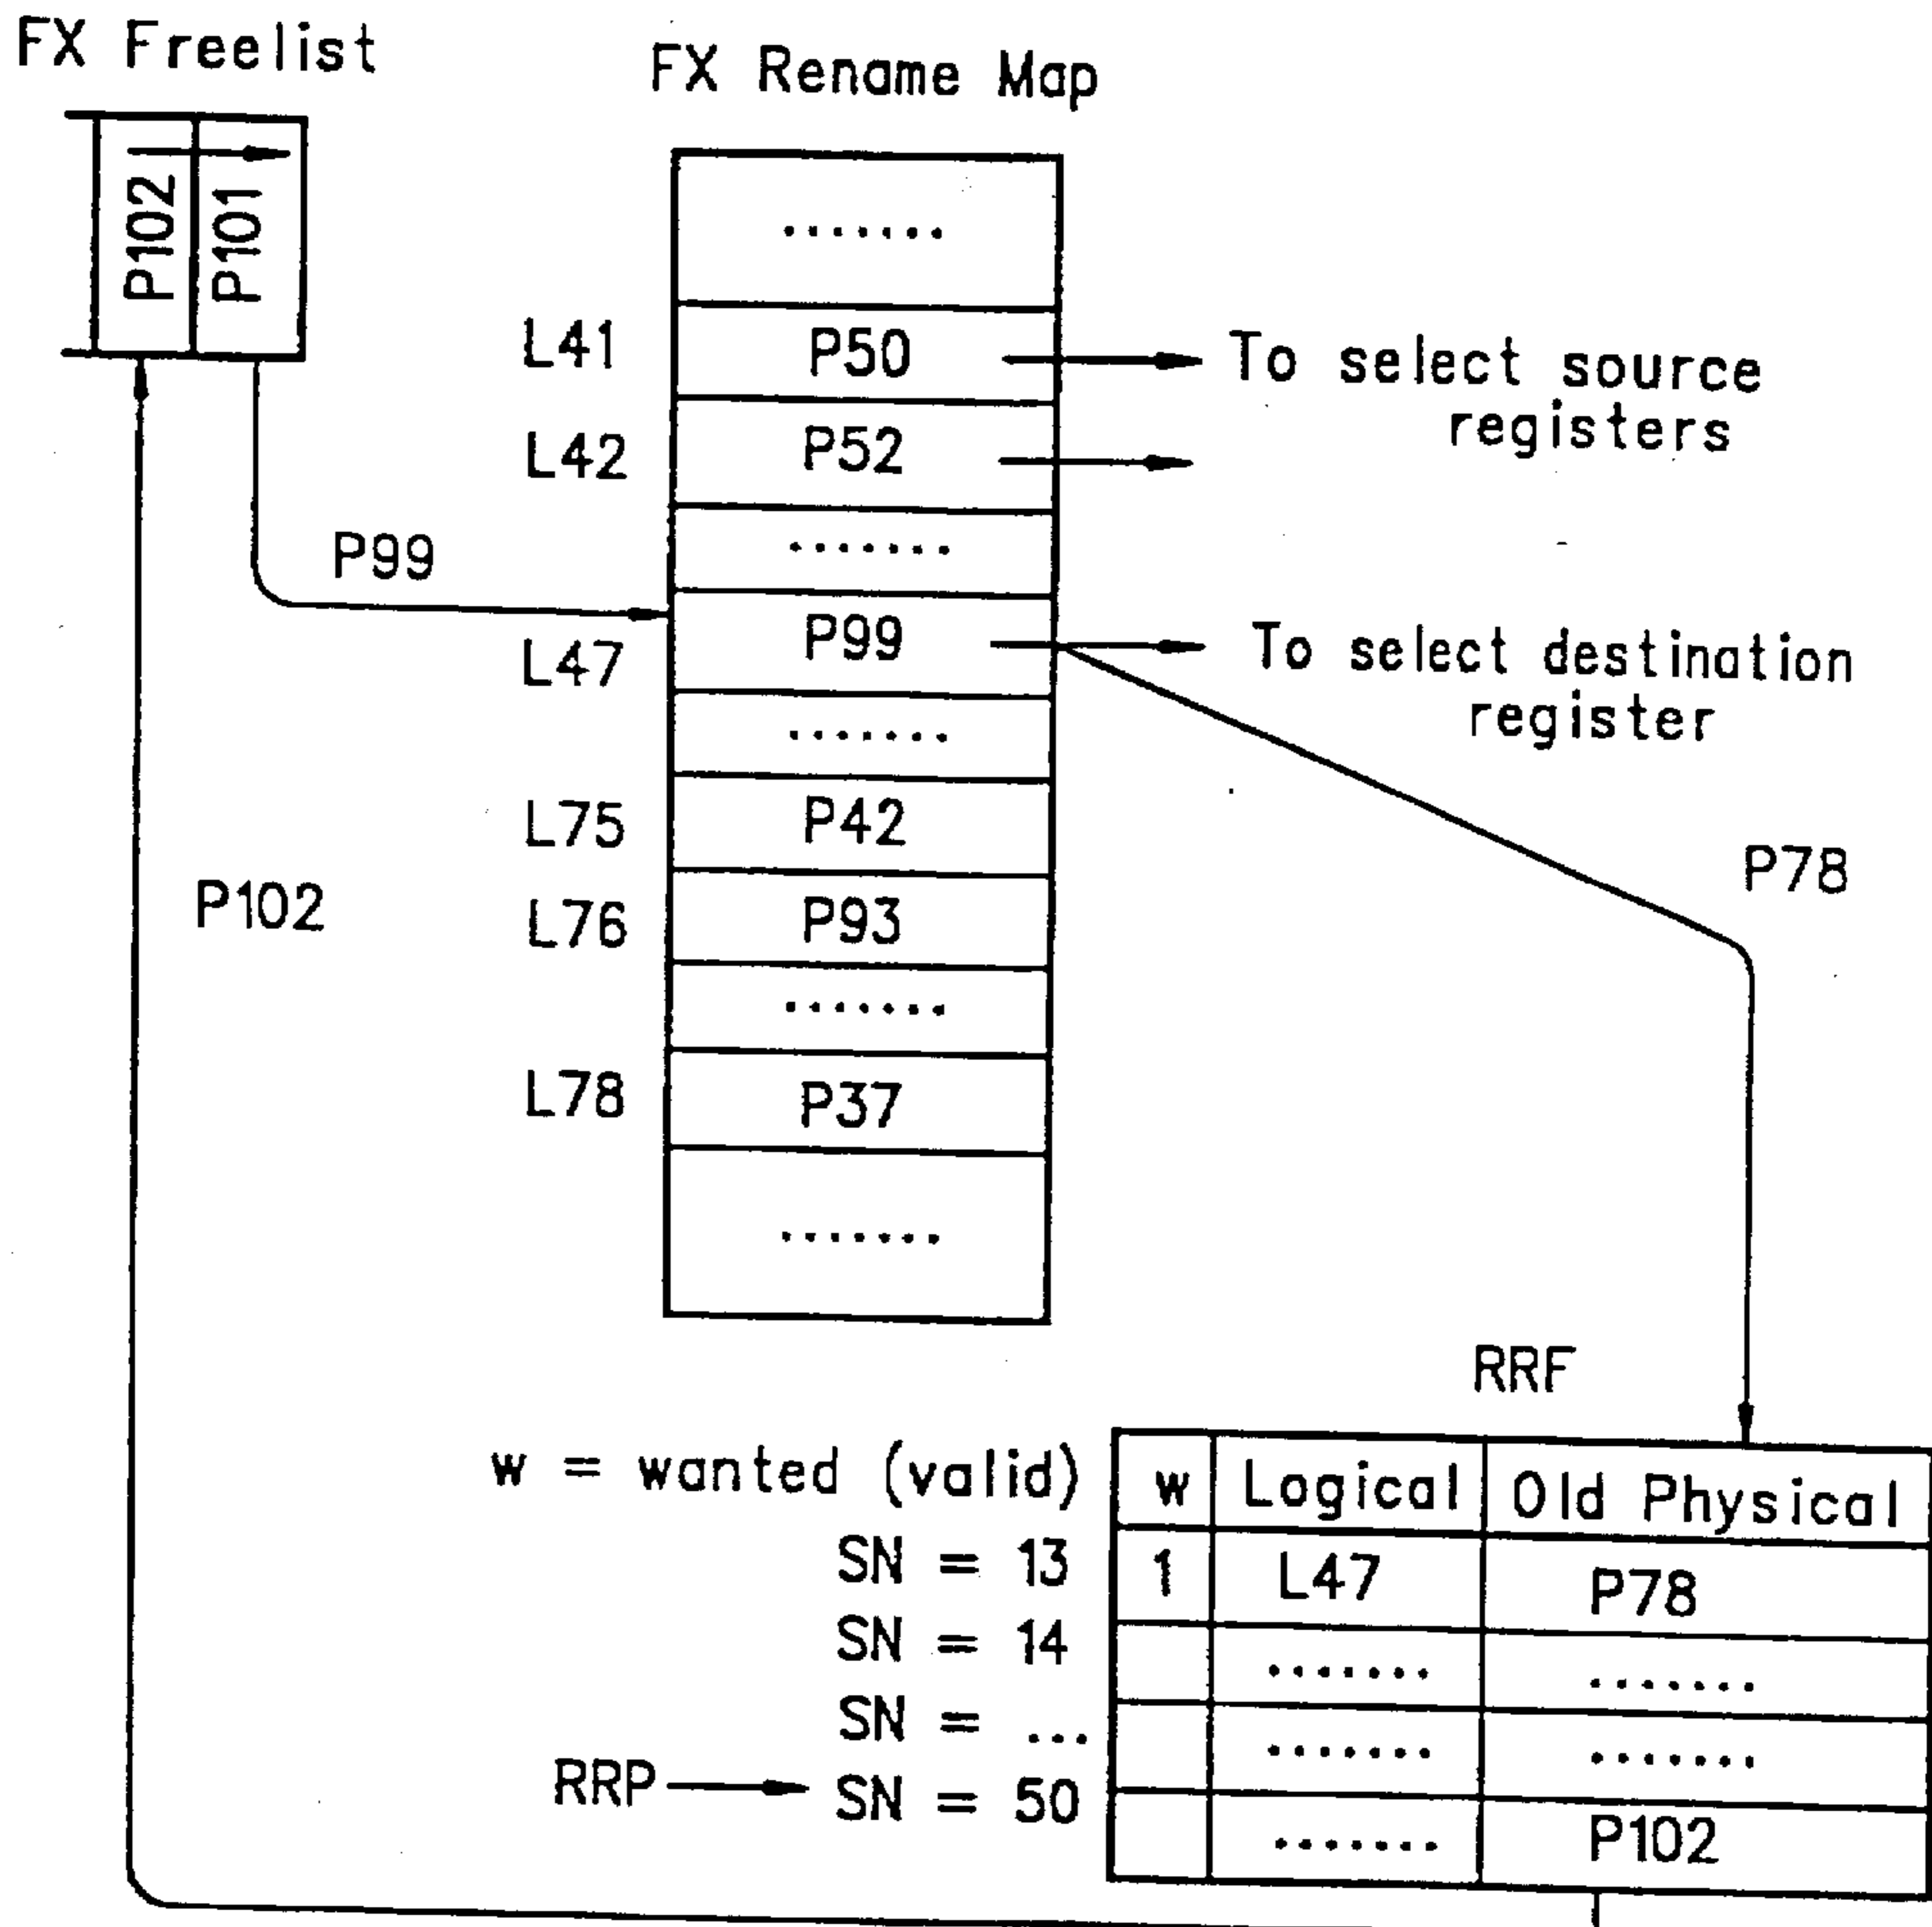 FX Freelist
FX Rename Map
P102
P101
.......
L41
P50
To select source
registers
L42
P52
.......
P99
L47
P99
To select destination
register
.......
L75
P42
P78
P102
L76
P93
.......
L78
P37
.......
RRF
w = wanted (valid)
w
Logical
Old Physical
SN = 13
1
L47
P78
SN = 14
.......
.......
SN = ...
.......
.......
RRP
SN = 50
.......
P102